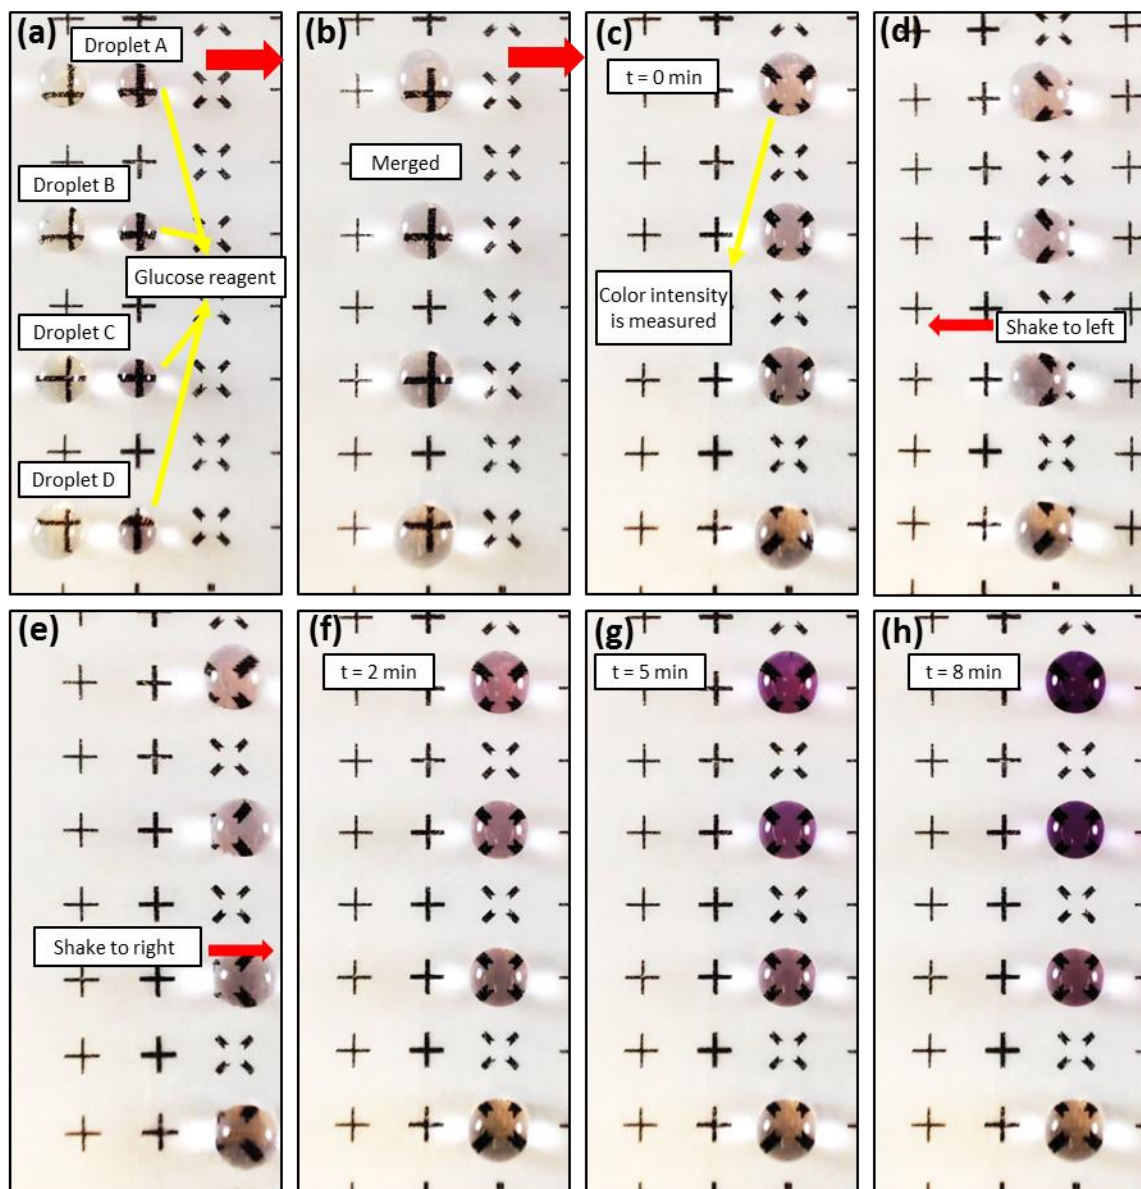 (a)
Droplet A
Droplet B
Glucose reagent
Droplet C
Droplet D
(b)
Merged
(c)
t = 0 min
Color intensity
is measured
(d)
Shake to left
(e)
Shake to right
(f)
t = 2 min
(g)
t = 5 min
(h)
t = 8 min